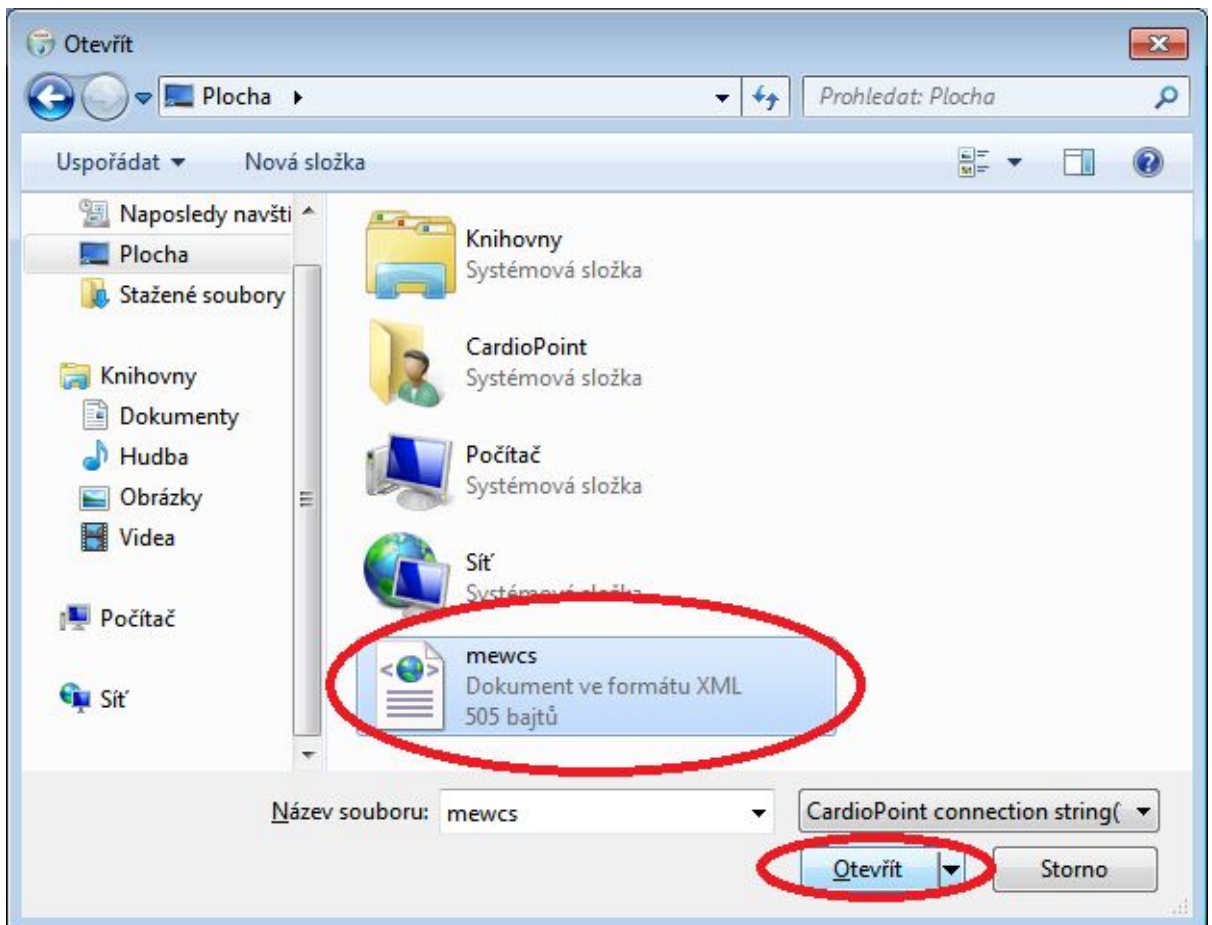 Otevřít
Plocha
Prohledat: Plocha
Uspořádat
Nová složka
Naposledy navšti
Plocha
Stažené soubory
Knihovny
Dokumenty
Hudba
Obrázky
Videa
Počítač
Síť
Knihovny
Systémová složka
CardioPoint
Systémová složka
Počítač
Systémová složka
Síť
Systémová složka
mewcs
Dokument ve formátu XML
505 bajtů
Název souboru: mewcs
CardioPoint connection string(
Otevřít
Storno